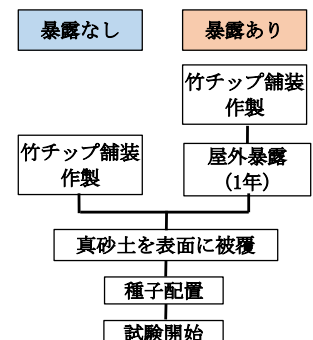 暴露なし
暴露あり
竹チップ舗装
作製
竹チップ舗装
作製
屋外暴露
(1年)
真砂土を表面に被覆
種子配置
試験開始